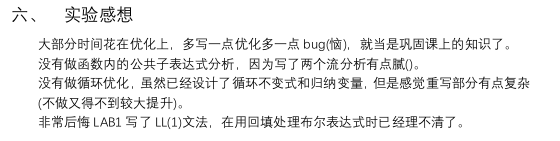 六、 实验感想
大部分时间花在优化上，多写一点优化多一点 bug(恼)，就当是巩固课上的知识了。
没有做函数内的公共子表达式分析，因为写了两个流分析有点腻()。
没有做循环优化，虽然已经设计了循环不变式和归纳变量，但是感觉重写部分有点复杂
(不做又得不到较大提升)。
非常后悔 LAB1 写了 LL(1)文法，在用回填处理布尔表达式时已经理不清了。